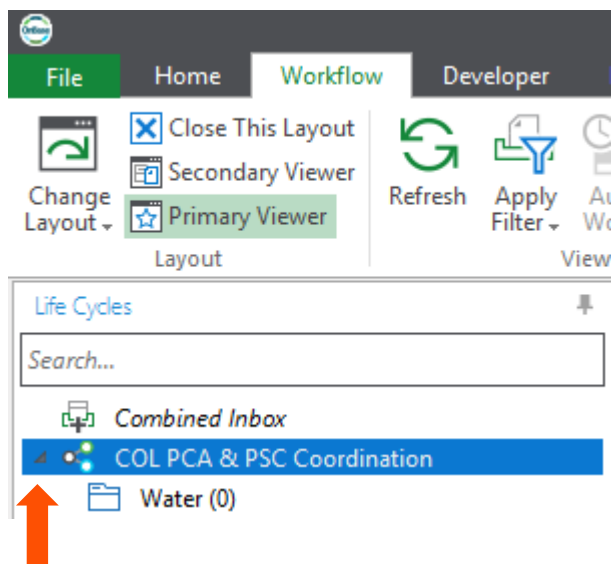 OnBase
File Home Workflow Developer
Close This Layout
Secondary Viewer
Primary Viewer
Change
Layout
Refresh
Apply
Filter
Layout
View
Life Cycles
Search...
Combined Inbox
COL PCA & PSC Coordination
Water (0)